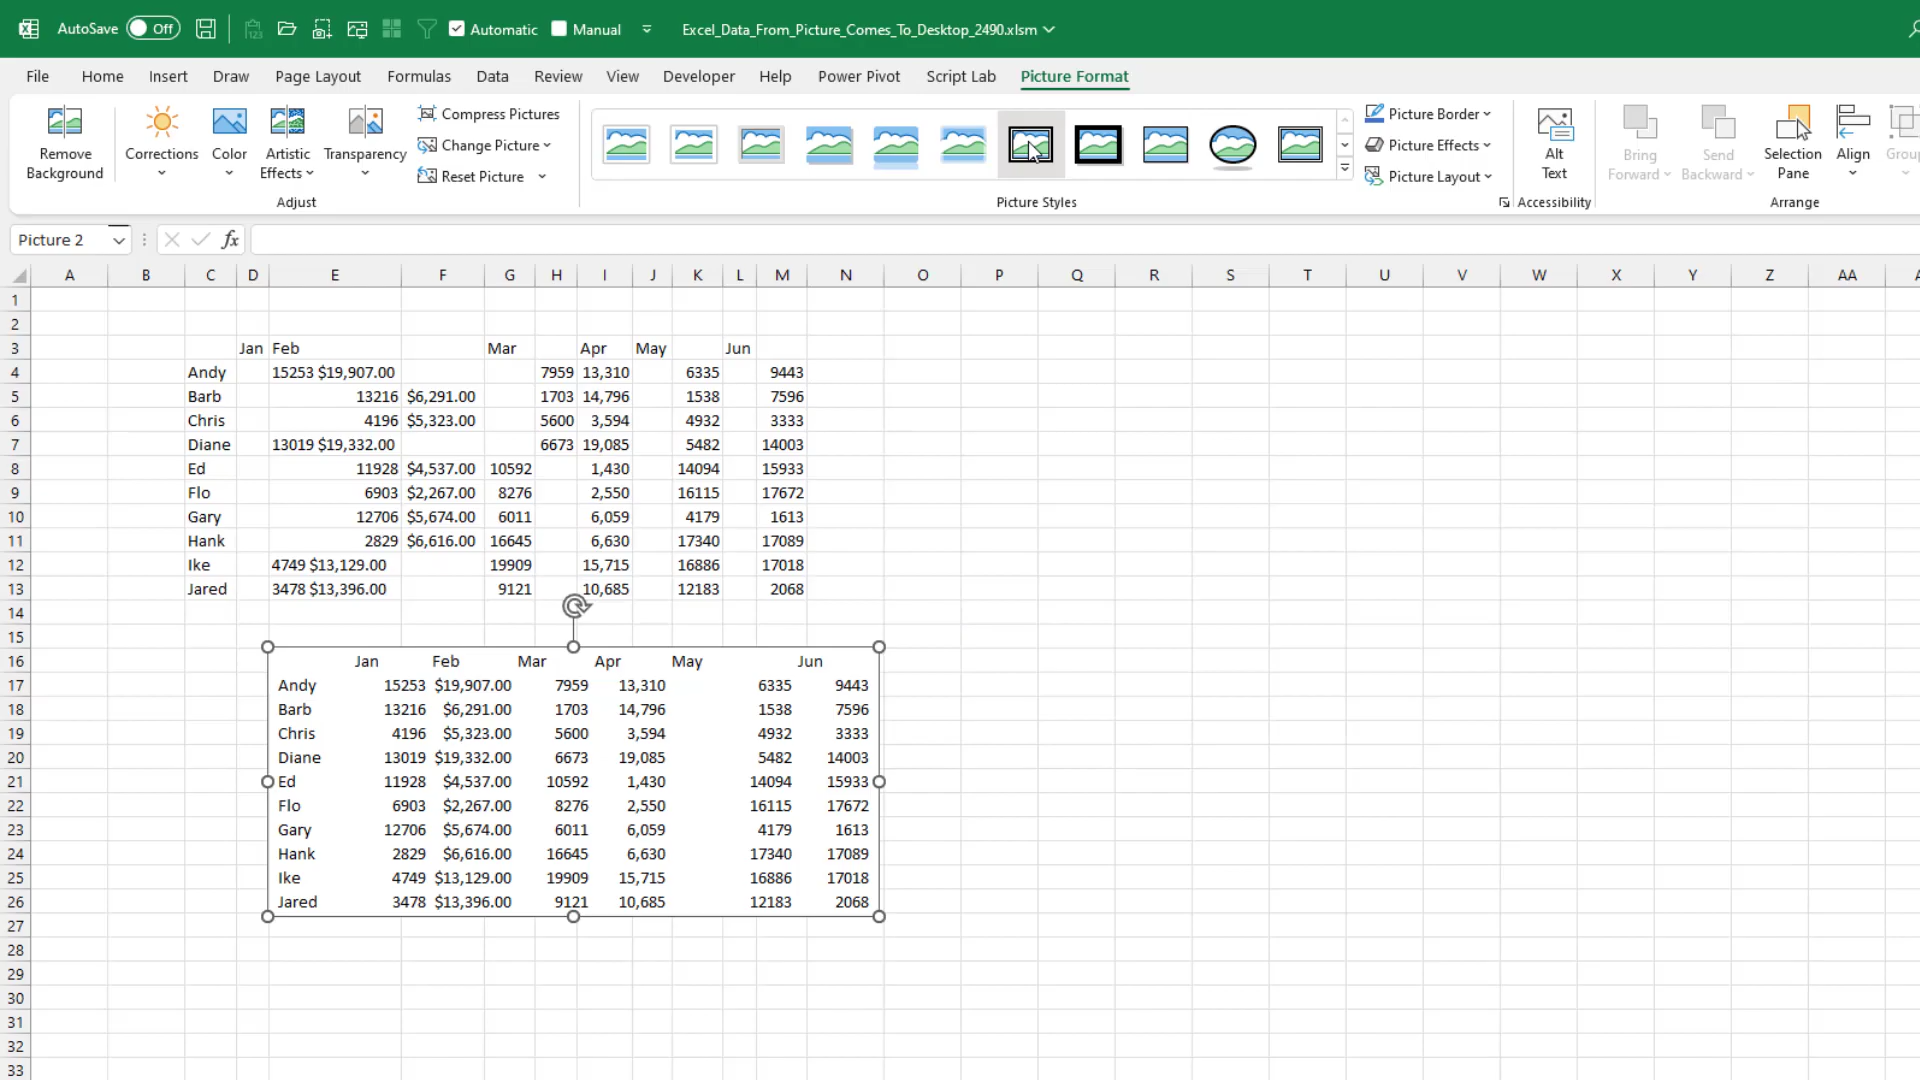 AutoSave Off Automatic Manual Excel_Data_From_Picture_Comes_To_Desktop_2490.xlsm
File Home Insert Draw Page Layout Formulas Data Review View Developer Help Power Pivot Script Lab Picture Format
Remove Background
Corrections
Color
Artistic Effects
Transparency
Compress Pictures
Change Picture
Reset Picture
Adjust
Picture Styles
Picture Border
Picture Effects
Picture Layout
Alt Text
Accessibility
Bring Forward
Send Backward
Selection Pane
Align
Group
Arrange
Picture 2 fx
A B C D E F G H I J K L M N O P Q R S T U V W X Y Z AA
1
2
3 Jan Feb Mar Apr May Jun
4 Andy 15253 $19,907.00 7959 13,310 6335 9443
5 Barb 13216 $6,291.00 1703 14,796 1538 7596
6 Chris 4196 $5,323.00 5600 3,594 4932 3333
7 Diane 13019 $19,332.00 6673 19,085 5482 14003
8 Ed 11928 $4,537.00 10592 1,430 14094 15933
9 Flo 6903 $2,267.00 8276 2,550 16115 17672
10 Gary 12706 $5,674.00 6011 6,059 4179 1613
11 Hank 2829 $6,616.00 16645 6,630 17340 17089
12 Ike 4749 $13,129.00 19909 15,715 16886 17018
13 Jared 3478 $13,396.00 9121 10,685 12183 2068
14
15
16 Jan Feb Mar Apr May Jun
17 Andy 15253 $19,907.00 7959 13,310 6335 9443
18 Barb 13216 $6,291.00 1703 14,796 1538 7596
19 Chris 4196 $5,323.00 5600 3,594 4932 3333
20 Diane 13019 $19,332.00 6673 19,085 5482 14003
21 Ed 11928 $4,537.00 10592 1,430 14094 15933
22 Flo 6903 $2,267.00 8276 2,550 16115 17672
23 Gary 12706 $5,674.00 6011 6,059 4179 1613
24 Hank 2829 $6,616.00 16645 6,630 17340 17089
25 Ike 4749 $13,129.00 19909 15,715 16886 17018
26 Jared 3478 $13,396.00 9121 10,685 12183 2068
27
28
29
30
31
32
33